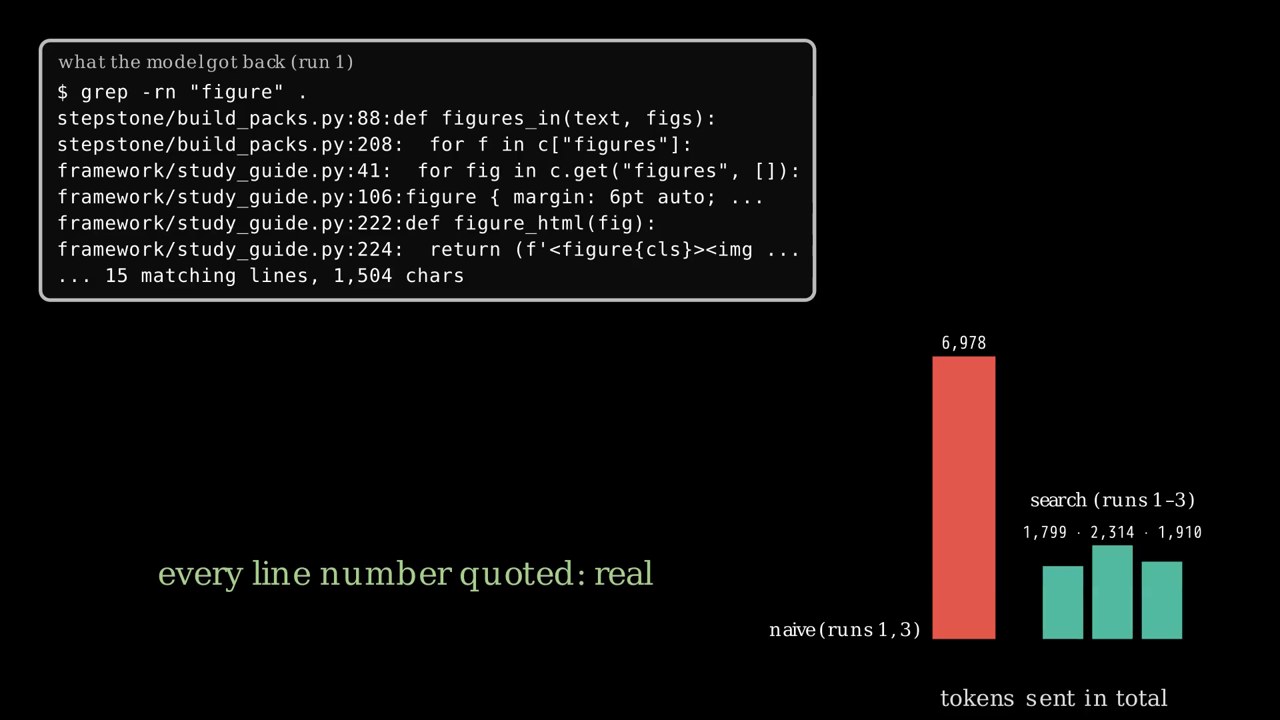 what the model got back (run 1)
$ grep -rn "figure" .
stepstone/build_packs.py:88:def figures_in(text, figs):
stepstone/build_packs.py:208:  for f in c["figures"]:
framework/study_guide.py:41:  for fig in c.get("figures", []):
framework/study_guide.py:106:figure { margin: 6pt auto; ...
framework/study_guide.py:222:def figure_html(fig):
framework/study_guide.py:224:  return (f'<figure{cls}><img ...
... 15 matching lines, 1,504 chars
6,978
search (runs 1–3)
1,799 · 2,314 · 1,910
every line number quoted: real
naive (runs 1, 3)
tokens sent in total